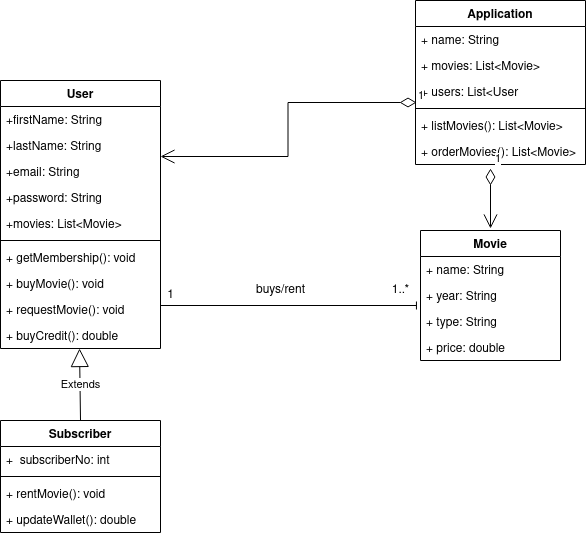 Application
+ name: String
+ movies: List<Movie>
+ users: List<User
1
+ listMovies(): List<Movie>
+ orderMovies(): List<Movie>
1
User
+firstName: String
+lastName: String
+email: String
+password: String
+movies: List<Movie>
+ getMembership(): void
+ buyMovie(): void
+ requestMovie(): void
+ buyCredit(): double
1
buys/rent
1..*
Movie
+ name: String
+ year: String
+ type: String
+ price: double
Extends
Subscriber
+ subscriberNo: int
+ rentMovie(): void
+ updateWallet(): double